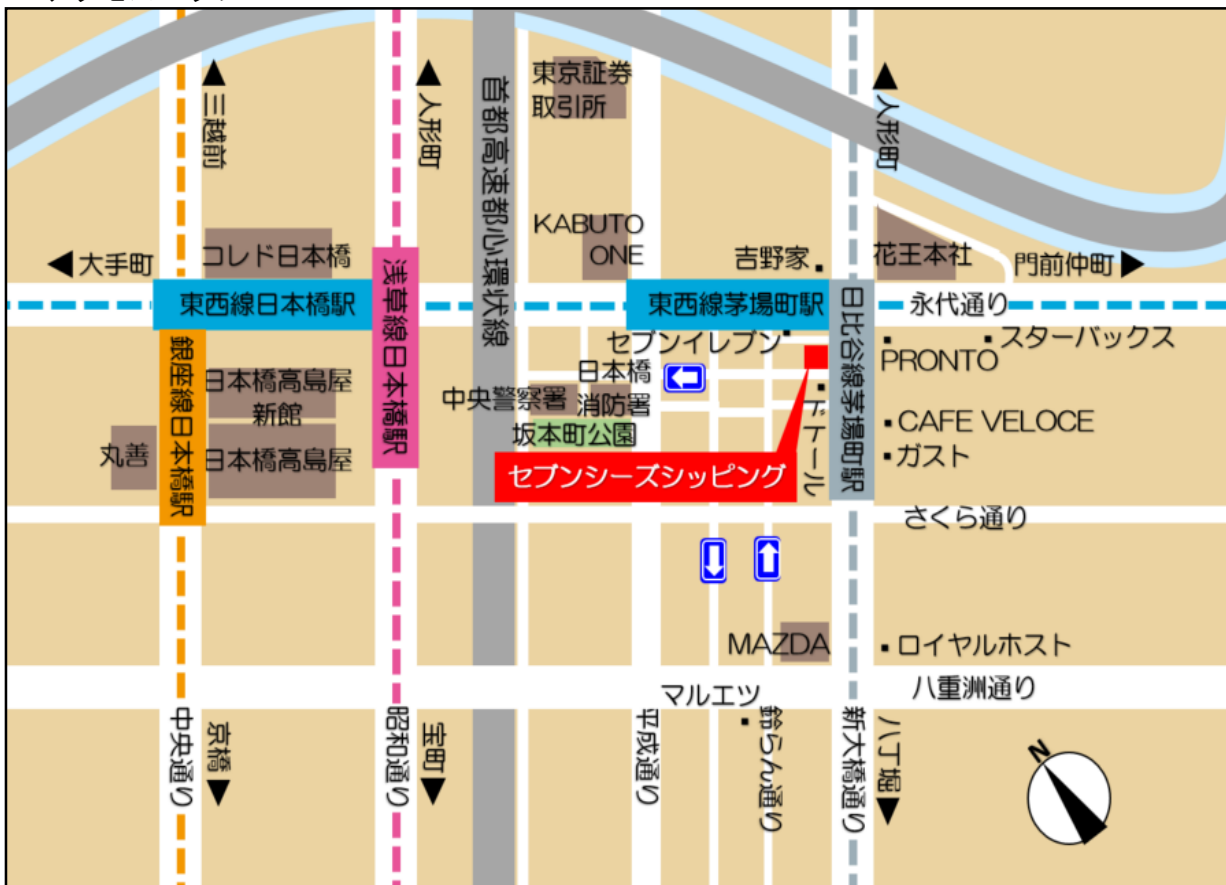 東京証券
取引所
三越前
人形町
首都高速都心環状線
人形町
KABUTO
ONE
大手町
コレド日本橋
吉野家
花王本社
門前仲町
東西線日本橋駅
浅草線日本橋駅
東西線茅場町駅
日比谷線茅場町駅
永代通り
銀座線日本橋駅
セブンイレブン
スターバックス
PRONTO
日本橋高島屋
新館
日本橋
消防署
中央警察署
坂本町公園
ドトール
CAFE VELOCE
ガスト
丸善
日本橋高島屋
セブンシーズシッピング
さくら通り
MAZDA
ロイヤルホスト
八重洲通り
マルエツ
中央通り
京橋
昭和通り
宝町
平成通り
鈴らん通り
新大橋通り
八丁堀
N